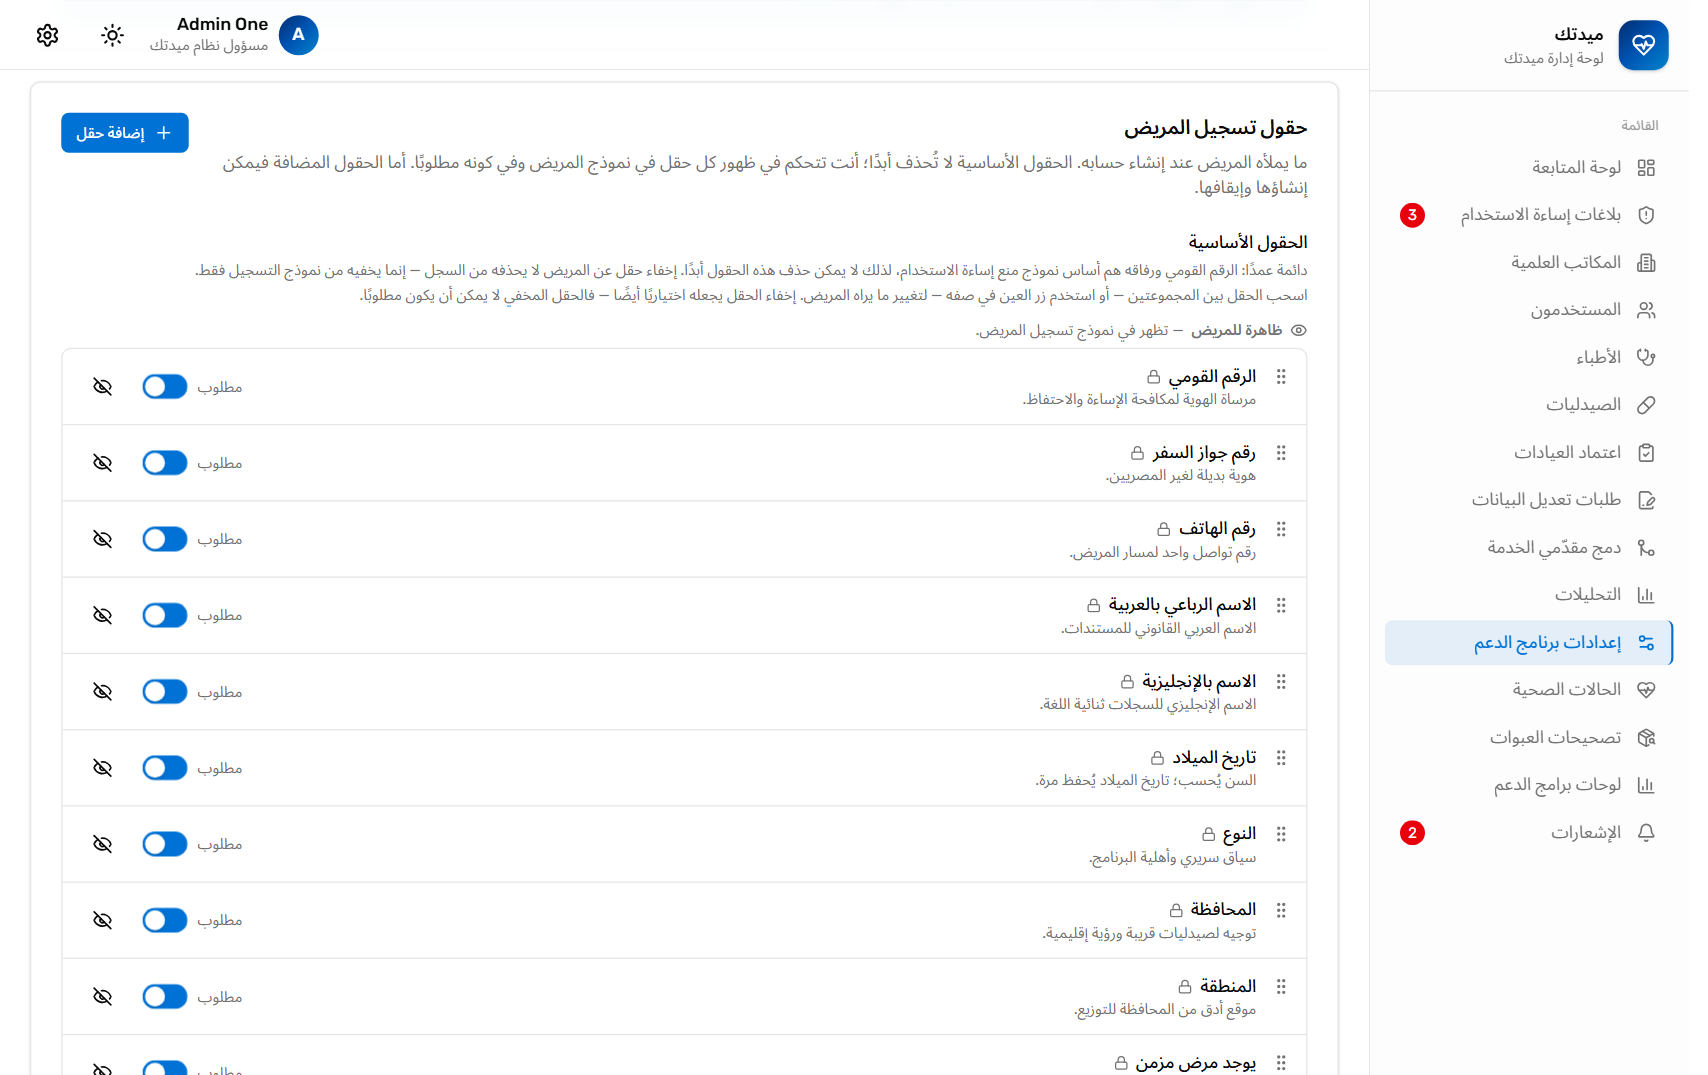 ميدتك
لوحة إدارة ميدتك
Admin One
مسؤول نظام ميدتك
A
القائمة
لوحة المتابعة
بلاغات إساءة الاستخدام
3
المكاتب العلمية
المستخدمون
الأطباء
الصيدليات
اعتماد العيادات
طلبات تعديل البيانات
دمج مقدّمي الخدمة
التحليلات
إعدادات برنامج الدعم
الحالات الصحية
تصحيحات العبوات
لوحات برامج الدعم
الإشعارات
2
حقول تسجيل المريض
إضافة حقل
ما يملأه المريض عند إنشاء حسابه. الحقول الأساسية لا تُحذف أبدًا؛ أنت تتحكم في ظهور كل حقل في نموذج المريض وفي كونه مطلوبًا. أما الحقول المضافة فيمكن
إنشاؤها وإيقافها.
الحقول الأساسية
دائمة عمدًا: الرقم القومي ورفاقه هم أساس نموذج منع إساءة الاستخدام، لذلك لا يمكن حذف هذه الحقول أبدًا. إخفاء حقل عن المريض لا يحذفه من السجل — إنما يخفيه من نموذج التسجيل فقط.
اسحب الحقل بين المجموعتين — أو استخدم زر العين في صفه — لتغيير ما يراه المريض. إخفاء الحقل يجعله اختياريًا أيضًا — فالحقل المخفي لا يمكن أن يكون مطلوبًا.
ظاهرة للمريض — تظهر في نموذج تسجيل المريض.
الرقم القومي
مرساة الهوية لمكافحة الإساءة والاحتفاظ.
مطلوب
رقم جواز السفر
هوية بديلة لغير المصريين.
مطلوب
رقم الهاتف
رقم تواصل واحد لمسار المريض.
مطلوب
الاسم الرباعي بالعربية
الاسم العربي القانوني للمستندات.
مطلوب
الاسم بالإنجليزية
الاسم الإنجليزي للسجلات ثنائية اللغة.
مطلوب
تاريخ الميلاد
السن يُحسب؛ تاريخ الميلاد يُحفظ مرة.
مطلوب
النوع
سياق سريري وأهلية البرنامج.
مطلوب
المحافظة
توجيه لصيدليات قريبة ورؤية إقليمية.
مطلوب
المنطقة
موقع أدق من المحافظة للتوزيع.
مطلوب
يوجد مرض مزمن
مطلوب